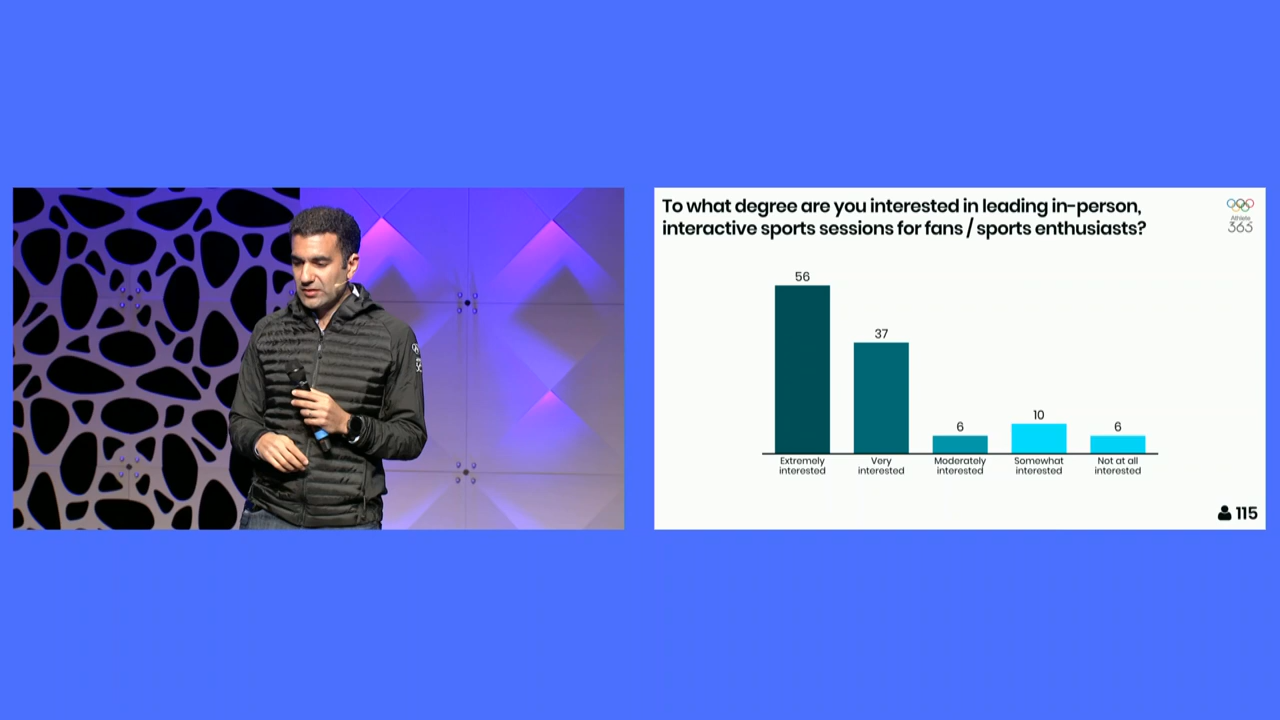 To what degree are you interested in leading in-person,
interactive sports sessions for fans / sports enthusiasts?
Athlete
365
56
37
6
10
6
Extremely
interested
Very
interested
Moderately
interested
Somewhat
interested
Not at all
interested
115